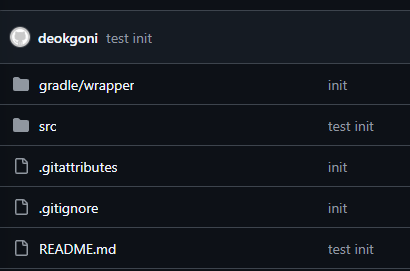 deokgoni test init
gradle/wrapper init
src test init
.gitattributes init
.gitignore init
README.md test init